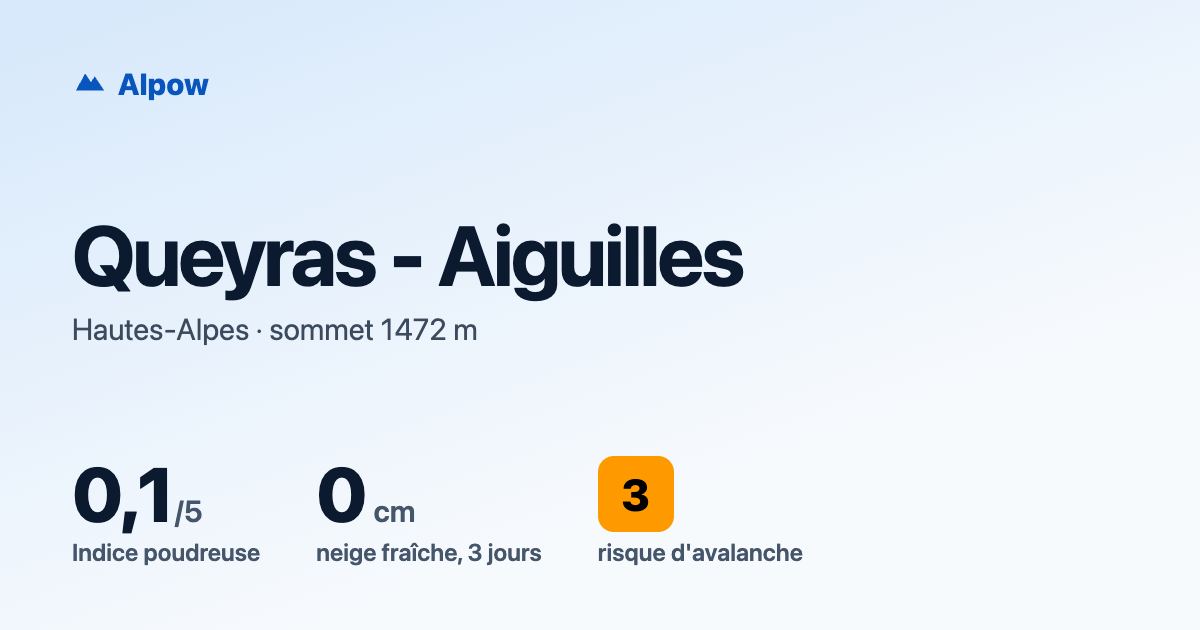 Alpow
Queyras - Aiguilles
Hautes-Alpes · sommet 1472 m
0,1/5
Indice poudreuse
0 cm
neige fraîche, 3 jours
3
risque d'avalanche